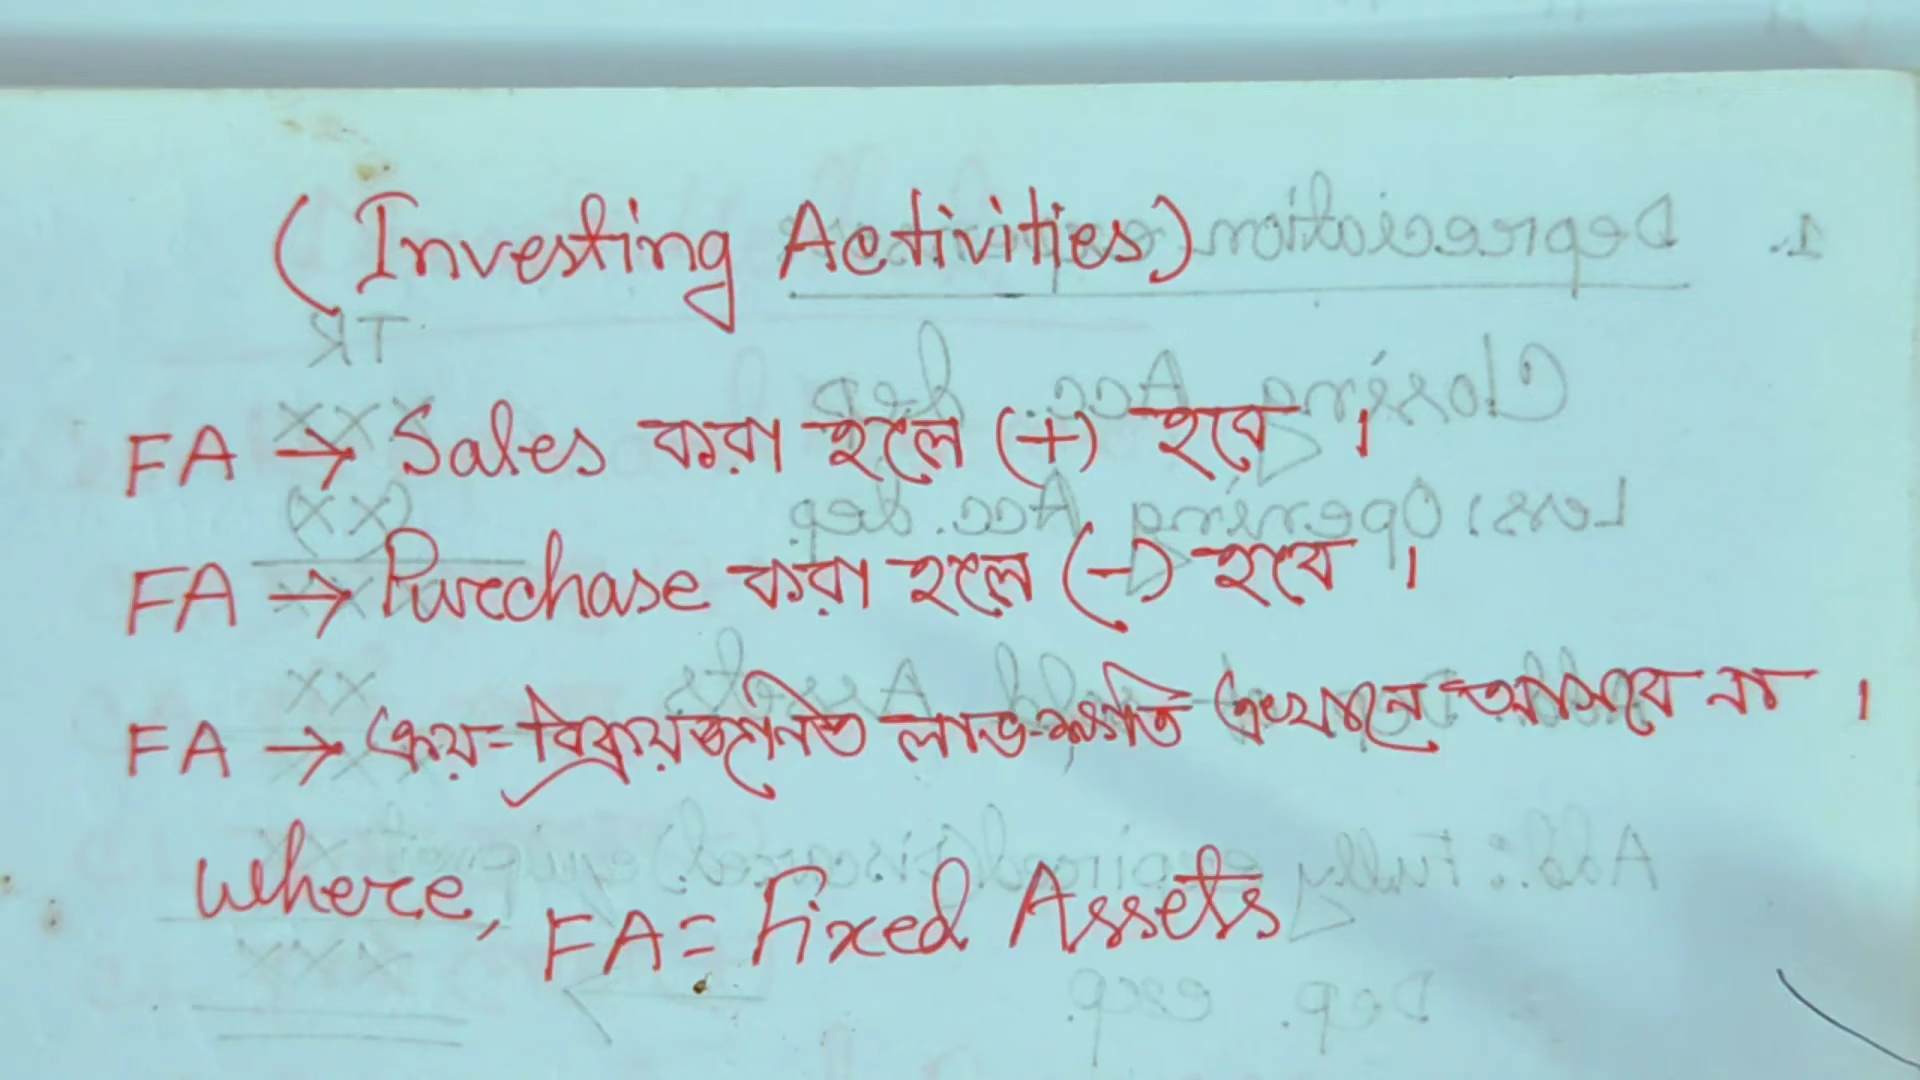 (Investing Activities)
FA → Sales করা হলে (+) হবে ।
FA → Purchase করা হলে (-) হবে ।
FA → ক্রয়-বিক্রয়জনিত লাভ-ক্ষতি এখানে আসবে না ।
where, FA = Fixed Assets